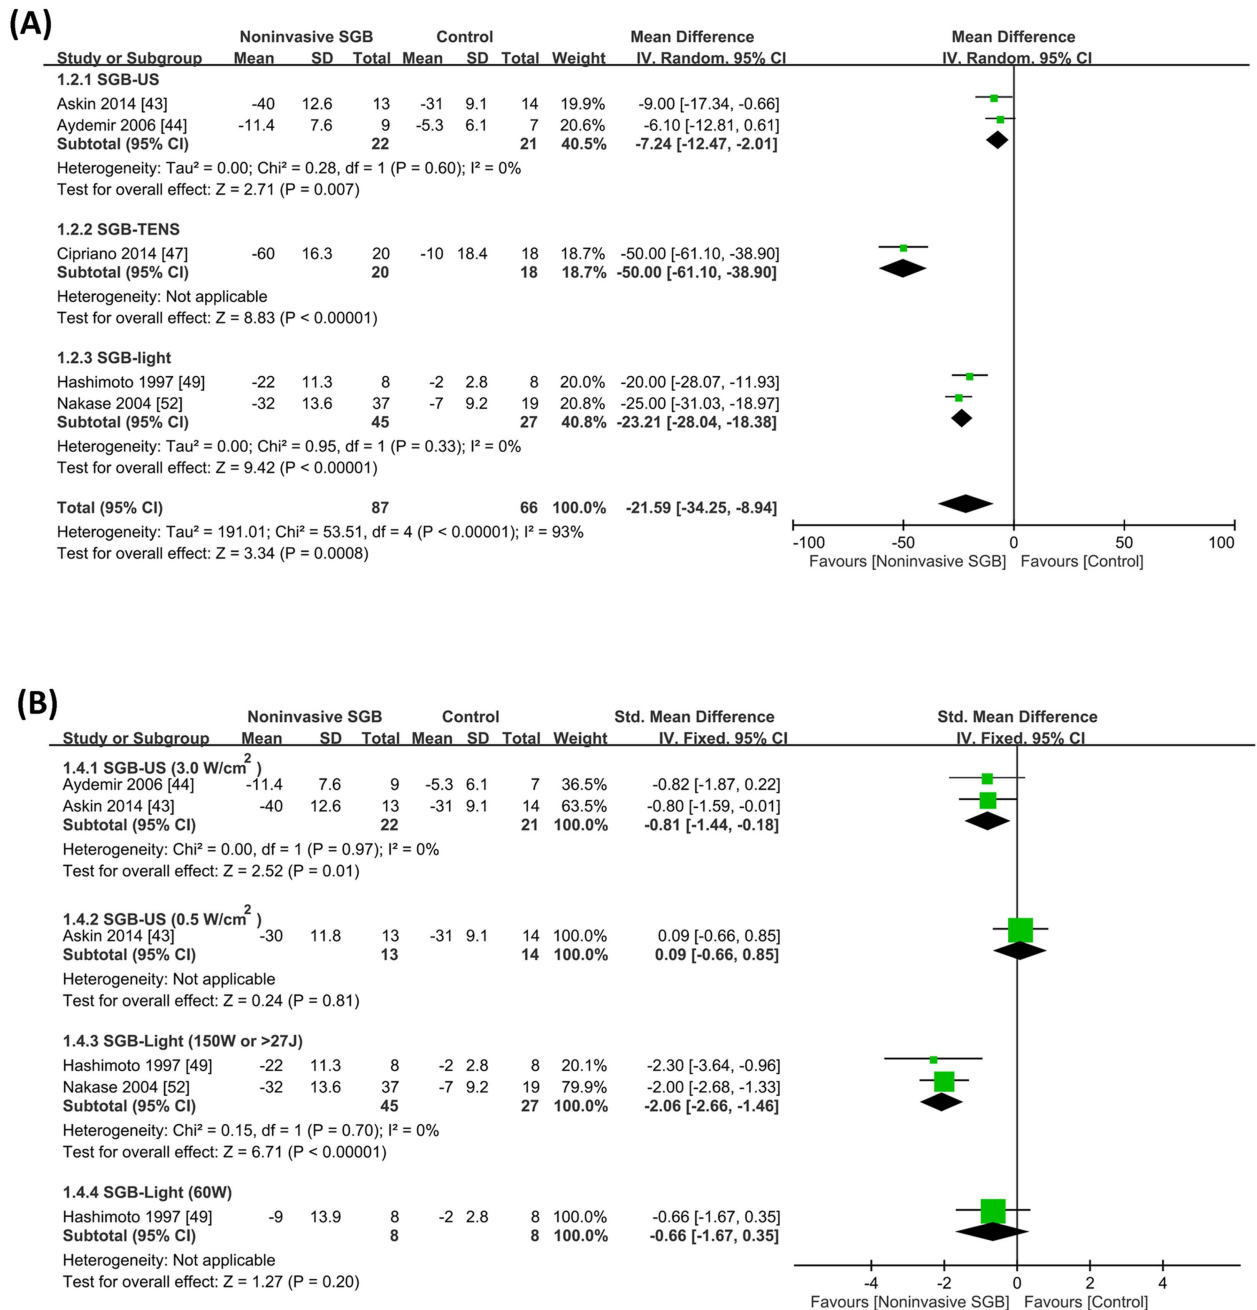 (A)
Noninvasive SGB Control Mean Difference Mean Difference
Study or Subgroup Mean SD Total Mean SD Total Weight IV. Random. 95% CI IV. Random. 95% CI
1.2.1 SGB-US
Askin 2014 [43] -40 12.6 13 -31 9.1 14 19.9% -9.00 [-17.34, -0.66]
Aydemir 2006 [44] -11.4 7.6 9 -5.3 6.1 7 20.6% -6.10 [-12.81, 0.61]
Subtotal (95% CI) 22 21 40.5% -7.24 [-12.47, -2.01]
Heterogeneity: Tau² = 0.00; Chi² = 0.28, df = 1 (P = 0.60); I² = 0%
Test for overall effect: Z = 2.71 (P = 0.007)
1.2.2 SGB-TENS
Cipriano 2014 [47] -60 16.3 20 -10 18.4 18 18.7% -50.00 [-61.10, -38.90]
Subtotal (95% CI) 20 18 18.7% -50.00 [-61.10, -38.90]
Heterogeneity: Not applicable
Test for overall effect: Z = 8.83 (P < 0.00001)
1.2.3 SGB-light
Hashimoto 1997 [49] -22 11.3 8 -2 2.8 8 20.0% -20.00 [-28.07, -11.93]
Nakase 2004 [52] -32 13.6 37 -7 9.2 19 20.8% -25.00 [-31.03, -18.97]
Subtotal (95% CI) 45 27 40.8% -23.21 [-28.04, -18.38]
Heterogeneity: Tau² = 0.00; Chi² = 0.95, df = 1 (P = 0.33); I² = 0%
Test for overall effect: Z = 9.42 (P < 0.00001)
Total (95% CI) 87 66 100.0% -21.59 [-34.25, -8.94]
Heterogeneity: Tau² = 191.01; Chi² = 53.51, df = 4 (P < 0.00001); I² = 93%
Test for overall effect: Z = 3.34 (P = 0.0008)
-100 -50 0 50 100
Favours [Noninvasive SGB] Favours [Control]
(B)
Noninvasive SGB Control Std. Mean Difference Std. Mean Difference
Study or Subgroup Mean SD Total Mean SD Total Weight IV. Fixed. 95% CI IV. Fixed. 95% CI
1.4.1 SGB-US (3.0 W/cm²)
Aydemir 2006 [44] -11.4 7.6 9 -5.3 6.1 7 36.5% -0.82 [-1.87, 0.22]
Askin 2014 [43] -40 12.6 13 -31 9.1 14 63.5% -0.80 [-1.59, -0.01]
Subtotal (95% CI) 22 21 100.0% -0.81 [-1.44, -0.18]
Heterogeneity: Chi² = 0.00, df = 1 (P = 0.97); I² = 0%
Test for overall effect: Z = 2.52 (P = 0.01)
1.4.2 SGB-US (0.5 W/cm²)
Askin 2014 [43] -30 11.8 13 -31 9.1 14 100.0% 0.09 [-0.66, 0.85]
Subtotal (95% CI) 13 14 100.0% 0.09 [-0.66, 0.85]
Heterogeneity: Not applicable
Test for overall effect: Z = 0.24 (P = 0.81)
1.4.3 SGB-Light (150W or >27J)
Hashimoto 1997 [49] -22 11.3 8 -2 2.8 8 20.1% -2.30 [-3.64, -0.96]
Nakase 2004 [52] -32 13.6 37 -7 9.2 19 79.9% -2.00 [-2.68, -1.33]
Subtotal (95% CI) 45 27 100.0% -2.06 [-2.66, -1.46]
Heterogeneity: Chi² = 0.15, df = 1 (P = 0.70); I² = 0%
Test for overall effect: Z = 6.71 (P < 0.00001)
1.4.4 SGB-Light (60W)
Hashimoto 1997 [49] -9 13.9 8 -2 2.8 8 100.0% -0.66 [-1.67, 0.35]
Subtotal (95% CI) 8 8 100.0% -0.66 [-1.67, 0.35]
Heterogeneity: Not applicable
Test for overall effect: Z = 1.27 (P = 0.20)
-4 -2 0 2 4
Favours [Noninvasive SGB] Favours [Control]